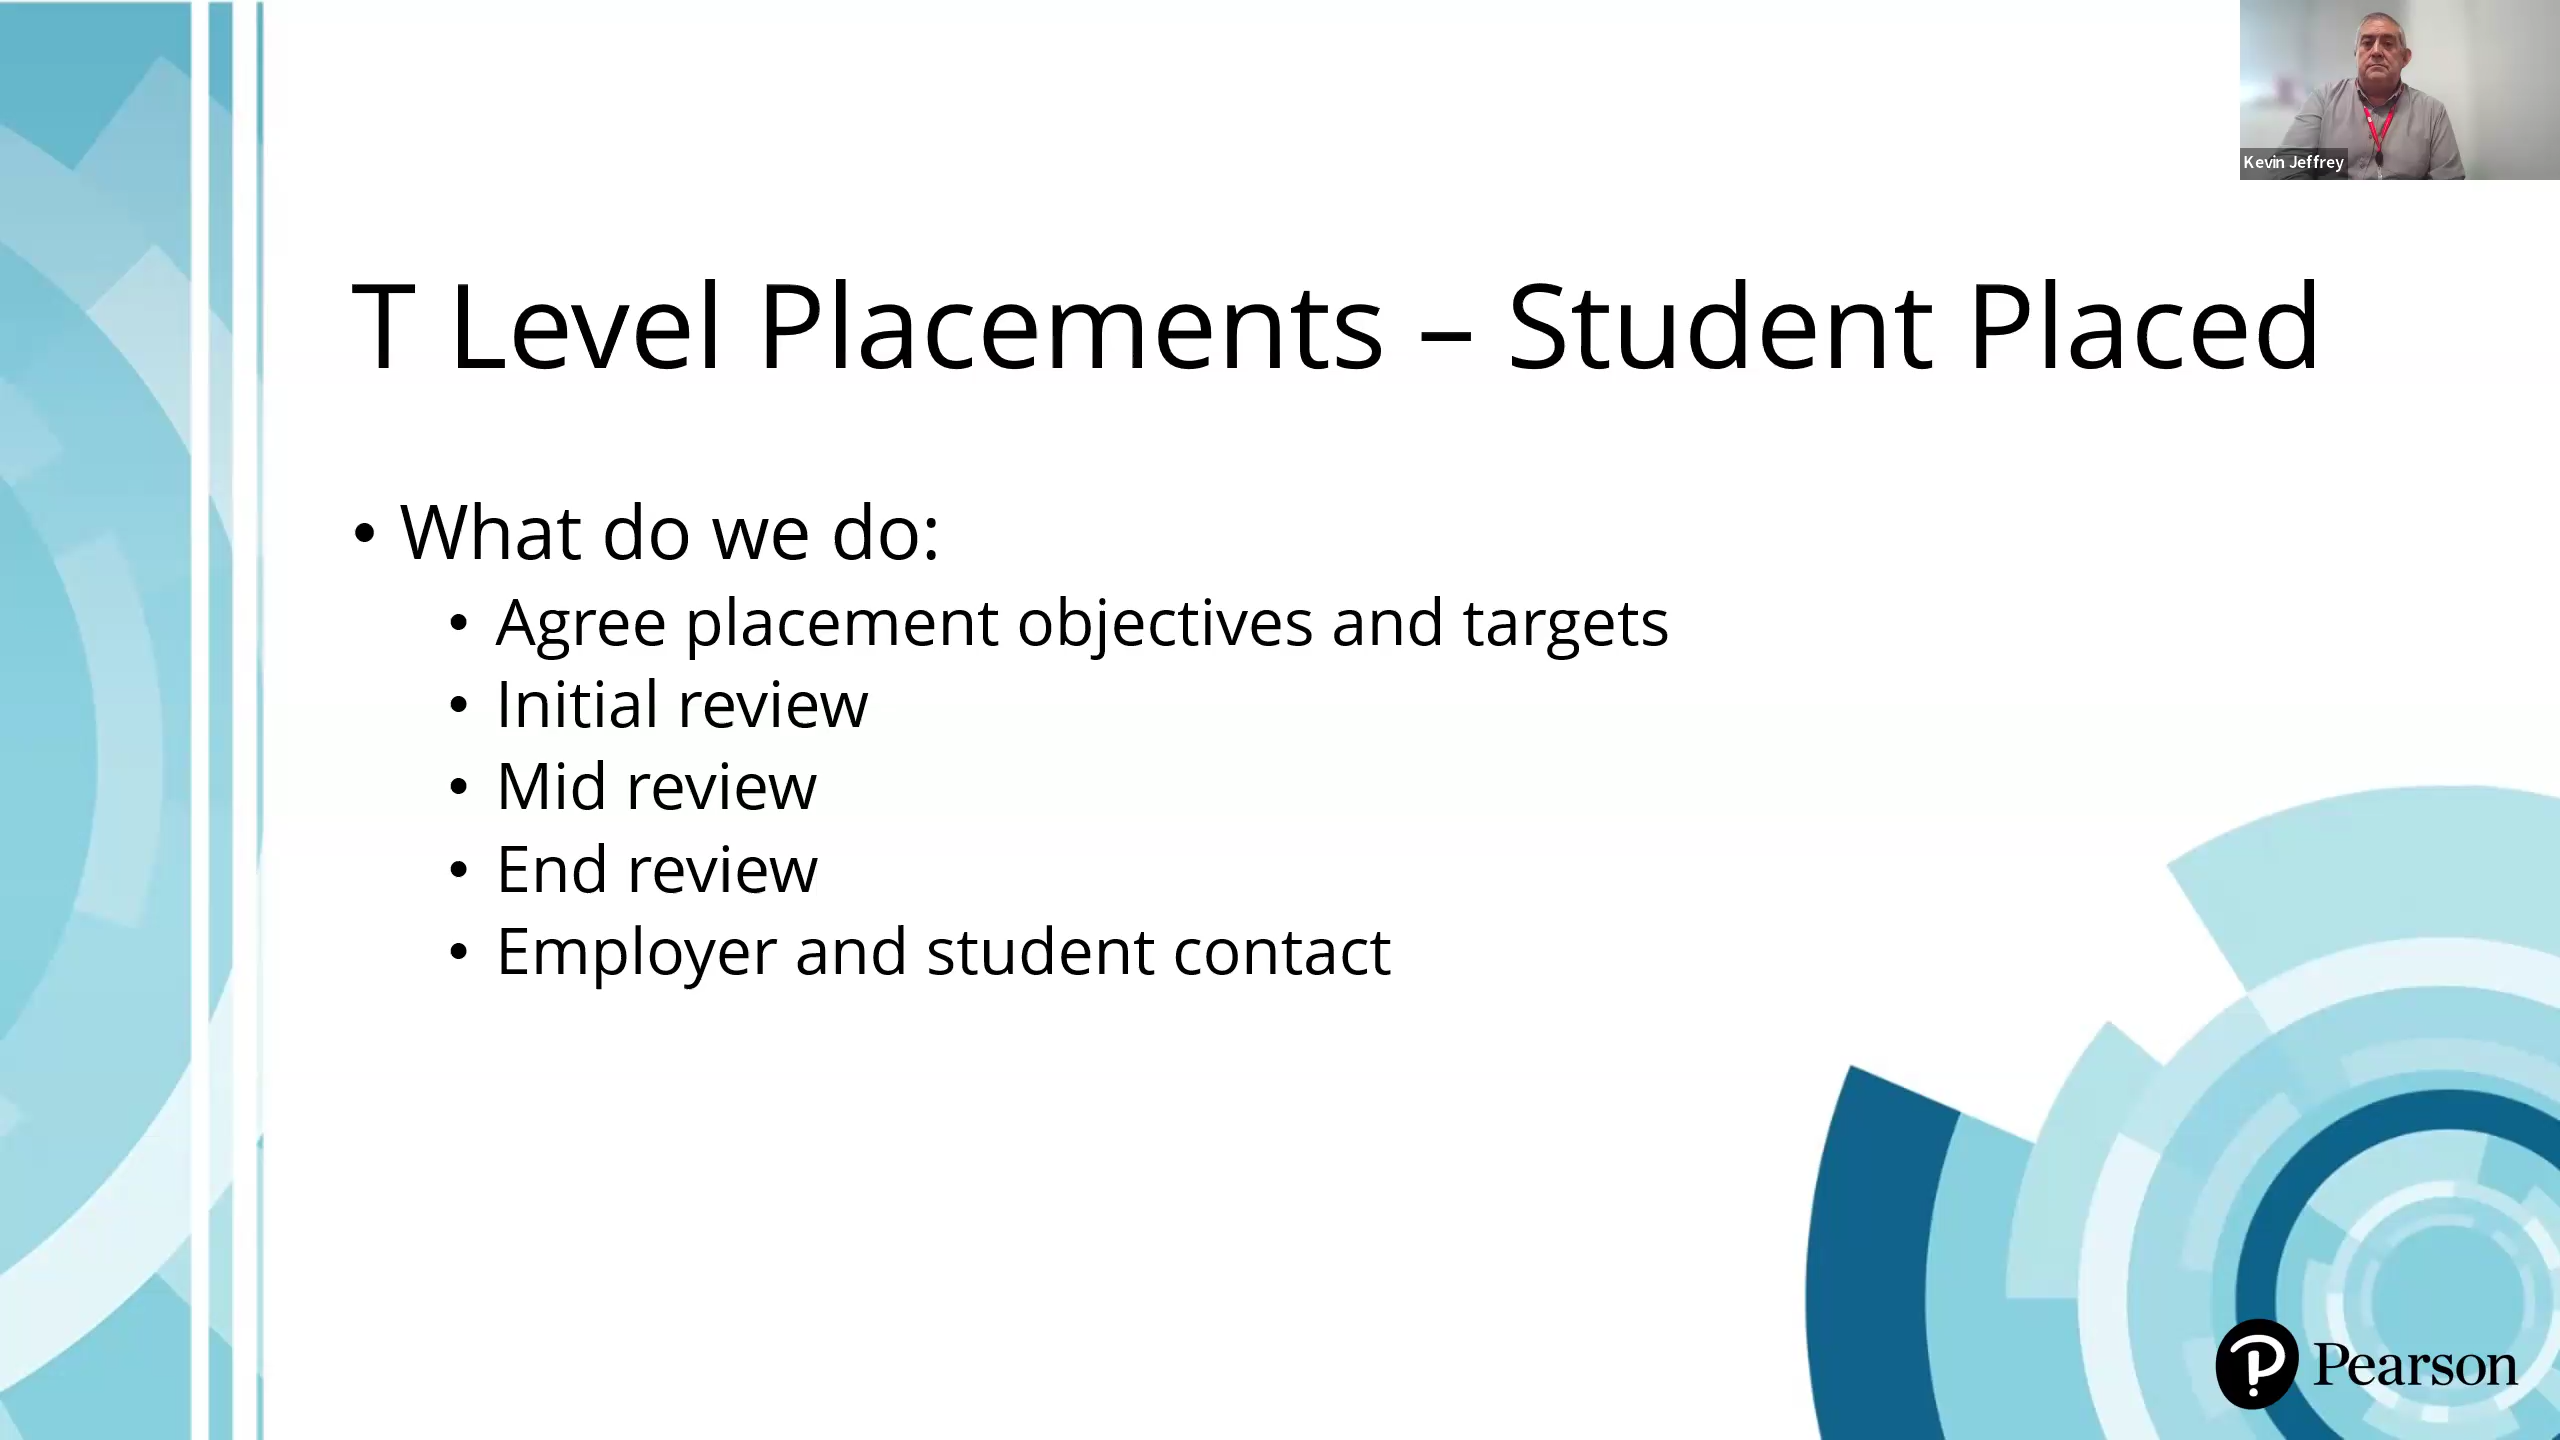 Kevin Jeffrey
T Level Placements – Student Placed
• What do we do:
• Agree placement objectives and targets
• Initial review
• Mid review
• End review
• Employer and student contact
Pearson